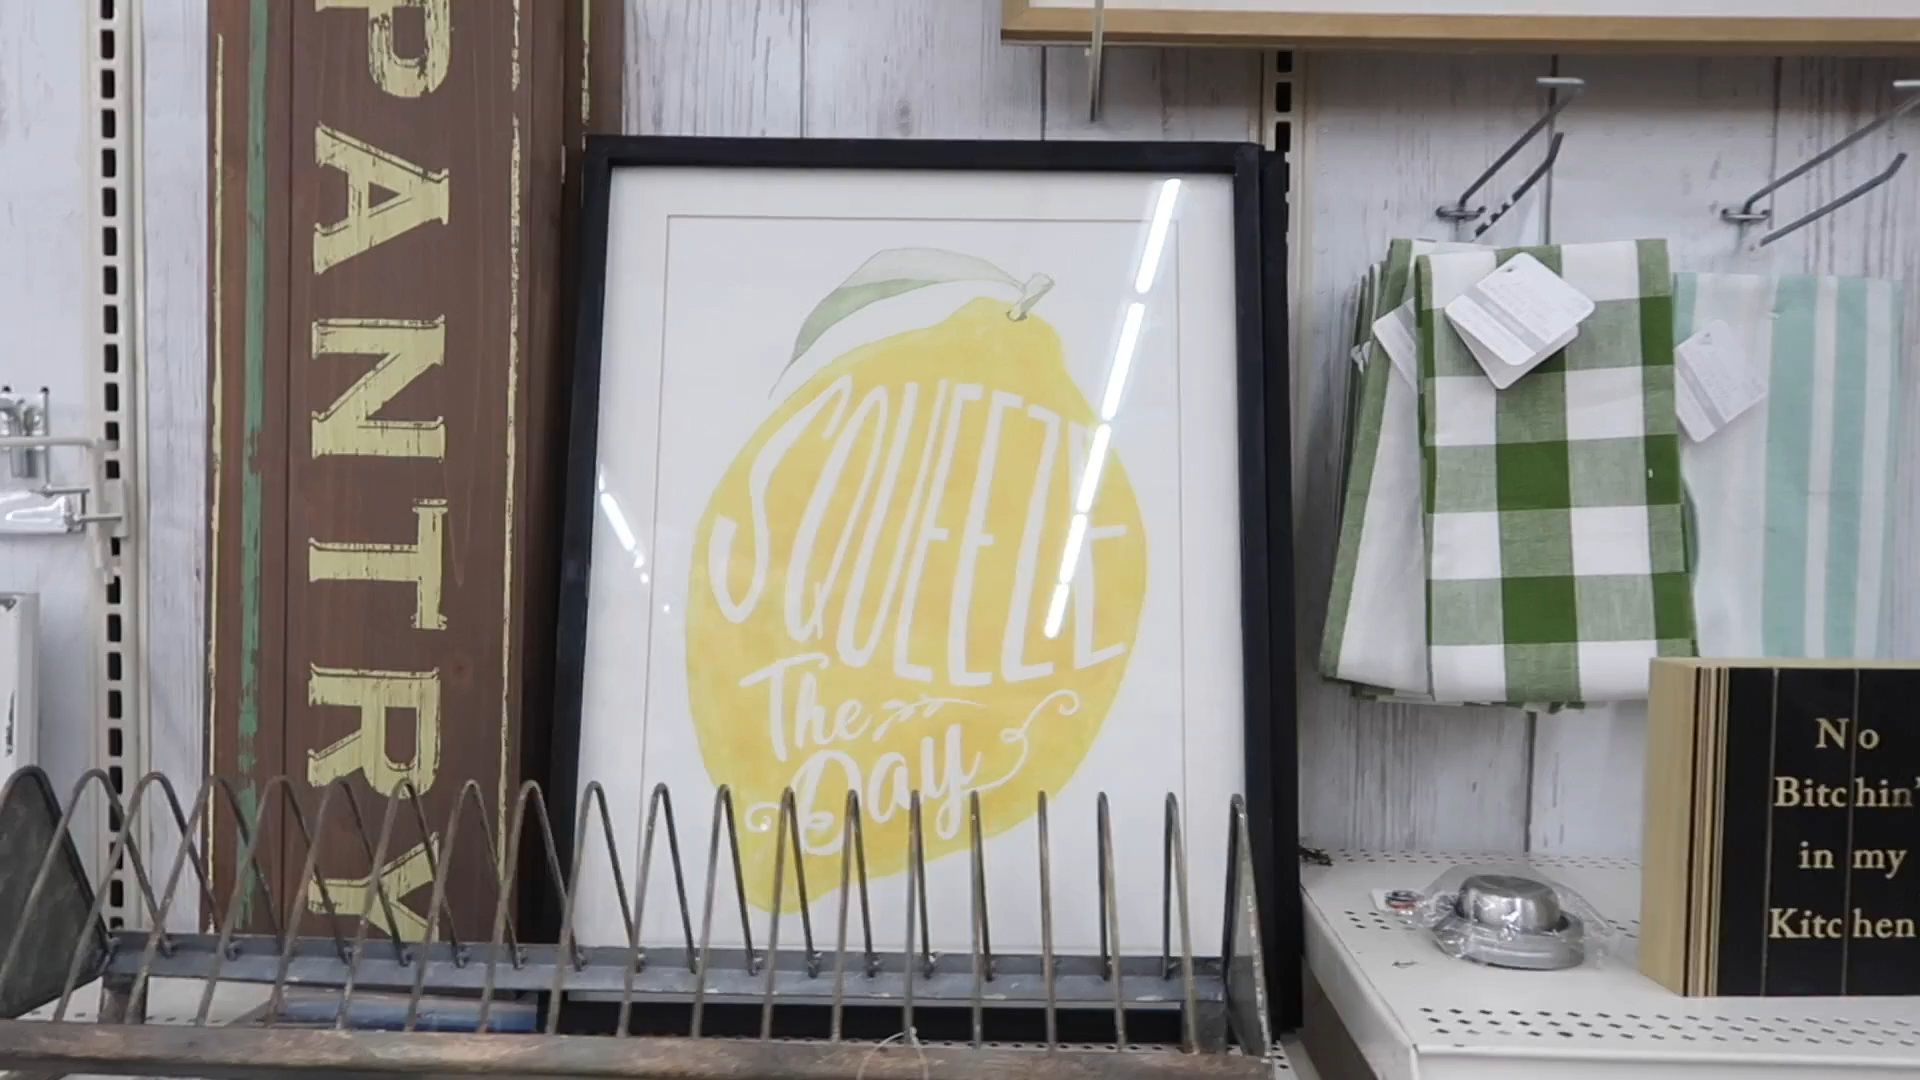 PANTRY
SQUEEZE
The
Day
No
Bitchin'
in my
Kitchen